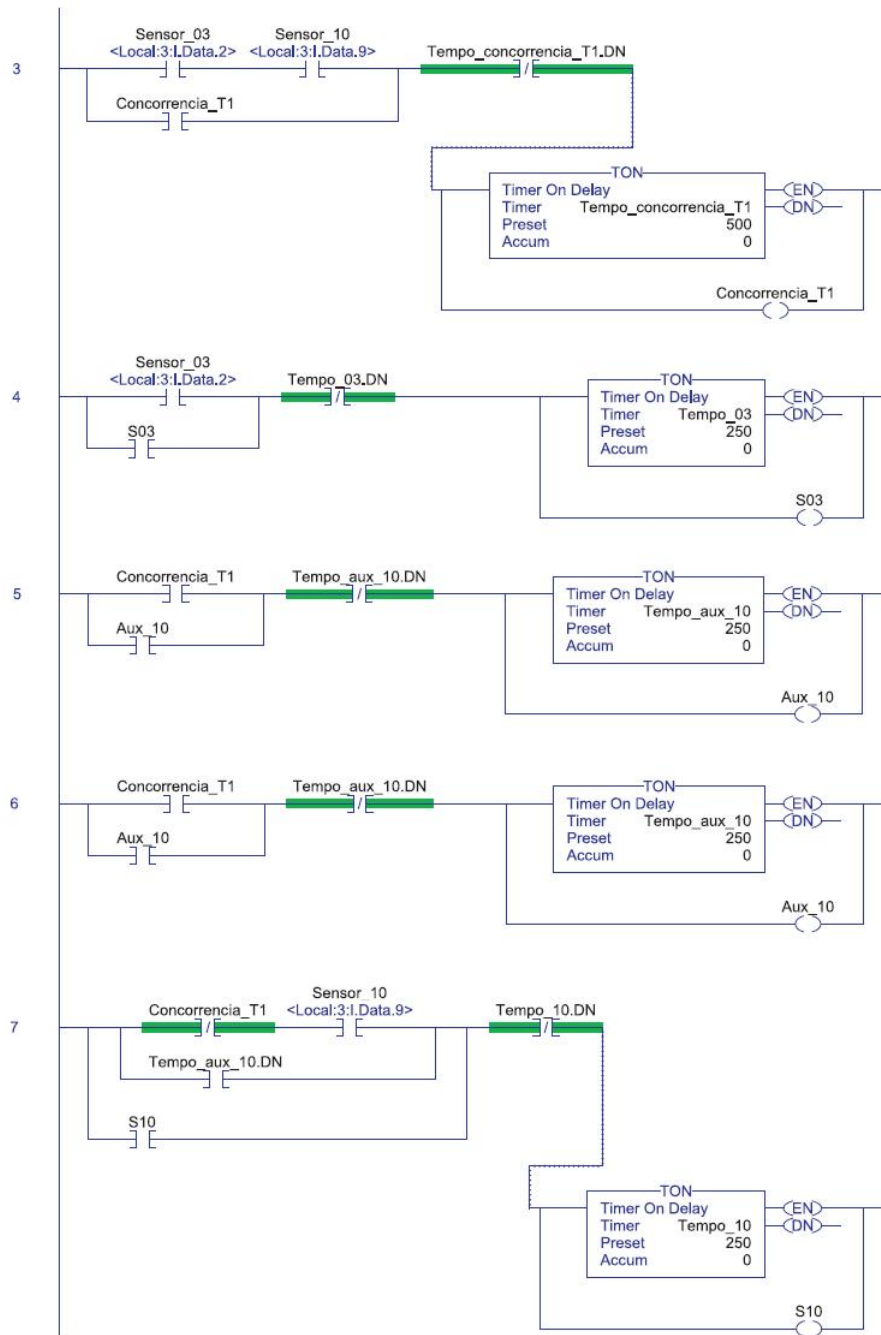 Sensor_03 Sensor_10
<Local:3:I.Data.2> <Local:3:I.Data.9> Tempo_concorrencia_T1.DN
3
Concorrencia_T1
TON
Timer On Delay EN
Timer Tempo_concorrencia_T1 DN
Preset 500
Accum 0
Concorrencia_T1
Sensor_03
<Local:3:I.Data.2> Tempo_03.DN
4
S03
TON
Timer On Delay EN
Timer Tempo_03 DN
Preset 250
Accum 0
S03
Concorrencia_T1 Tempo_aux_10.DN
5
Aux_10
TON
Timer On Delay EN
Timer Tempo_aux_10 DN
Preset 250
Accum 0
Aux_10
Concorrencia_T1 Tempo_aux_10.DN
6
Aux_10
TON
Timer On Delay EN
Timer Tempo_aux_10 DN
Preset 250
Accum 0
Aux_10
Sensor_10
Concorrencia_T1 <Local:3:I.Data.9> Tempo_10.DN
7
Tempo_aux_10.DN
S10
TON
Timer On Delay EN
Timer Tempo_10 DN
Preset 250
Accum 0
S10